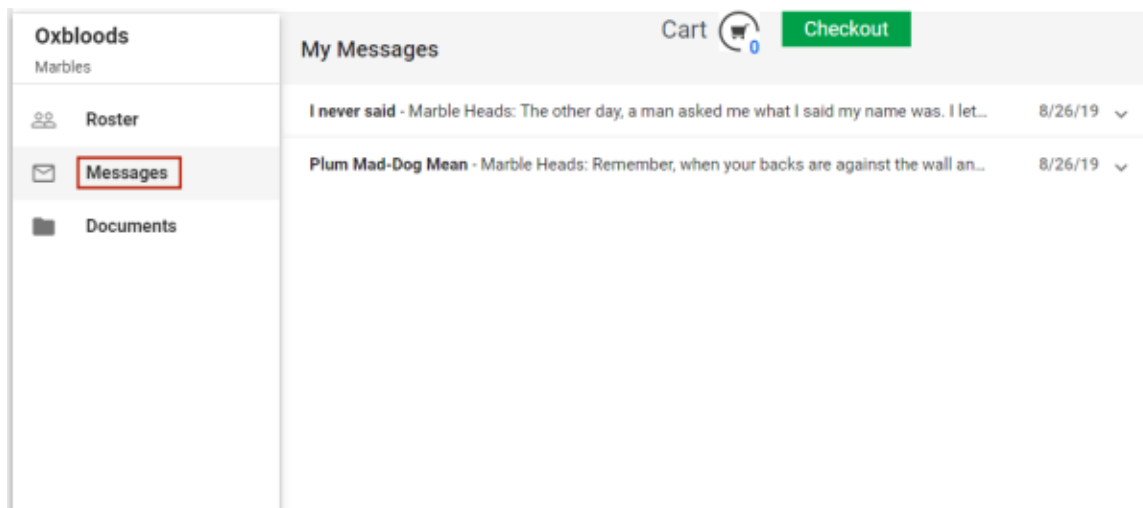 Oxbloods
Marbles
Roster
Messages
Documents
My Messages
Cart 0 Checkout
I never said - Marble Heads: The other day, a man asked me what I said my name was. I let... 8/26/19
Plum Mad-Dog Mean - Marble Heads: Remember, when your backs are against the wall an... 8/26/19